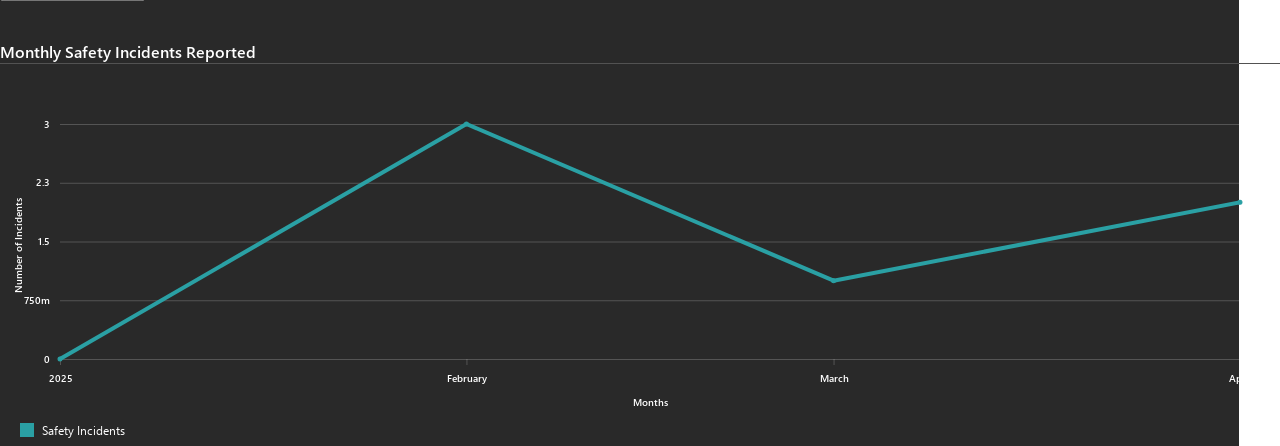 Monthly Safety Incidents Reported
3
2.3
1.5
750m
0
Number of Incidents
2025 February March Ap
Months
Safety Incidents